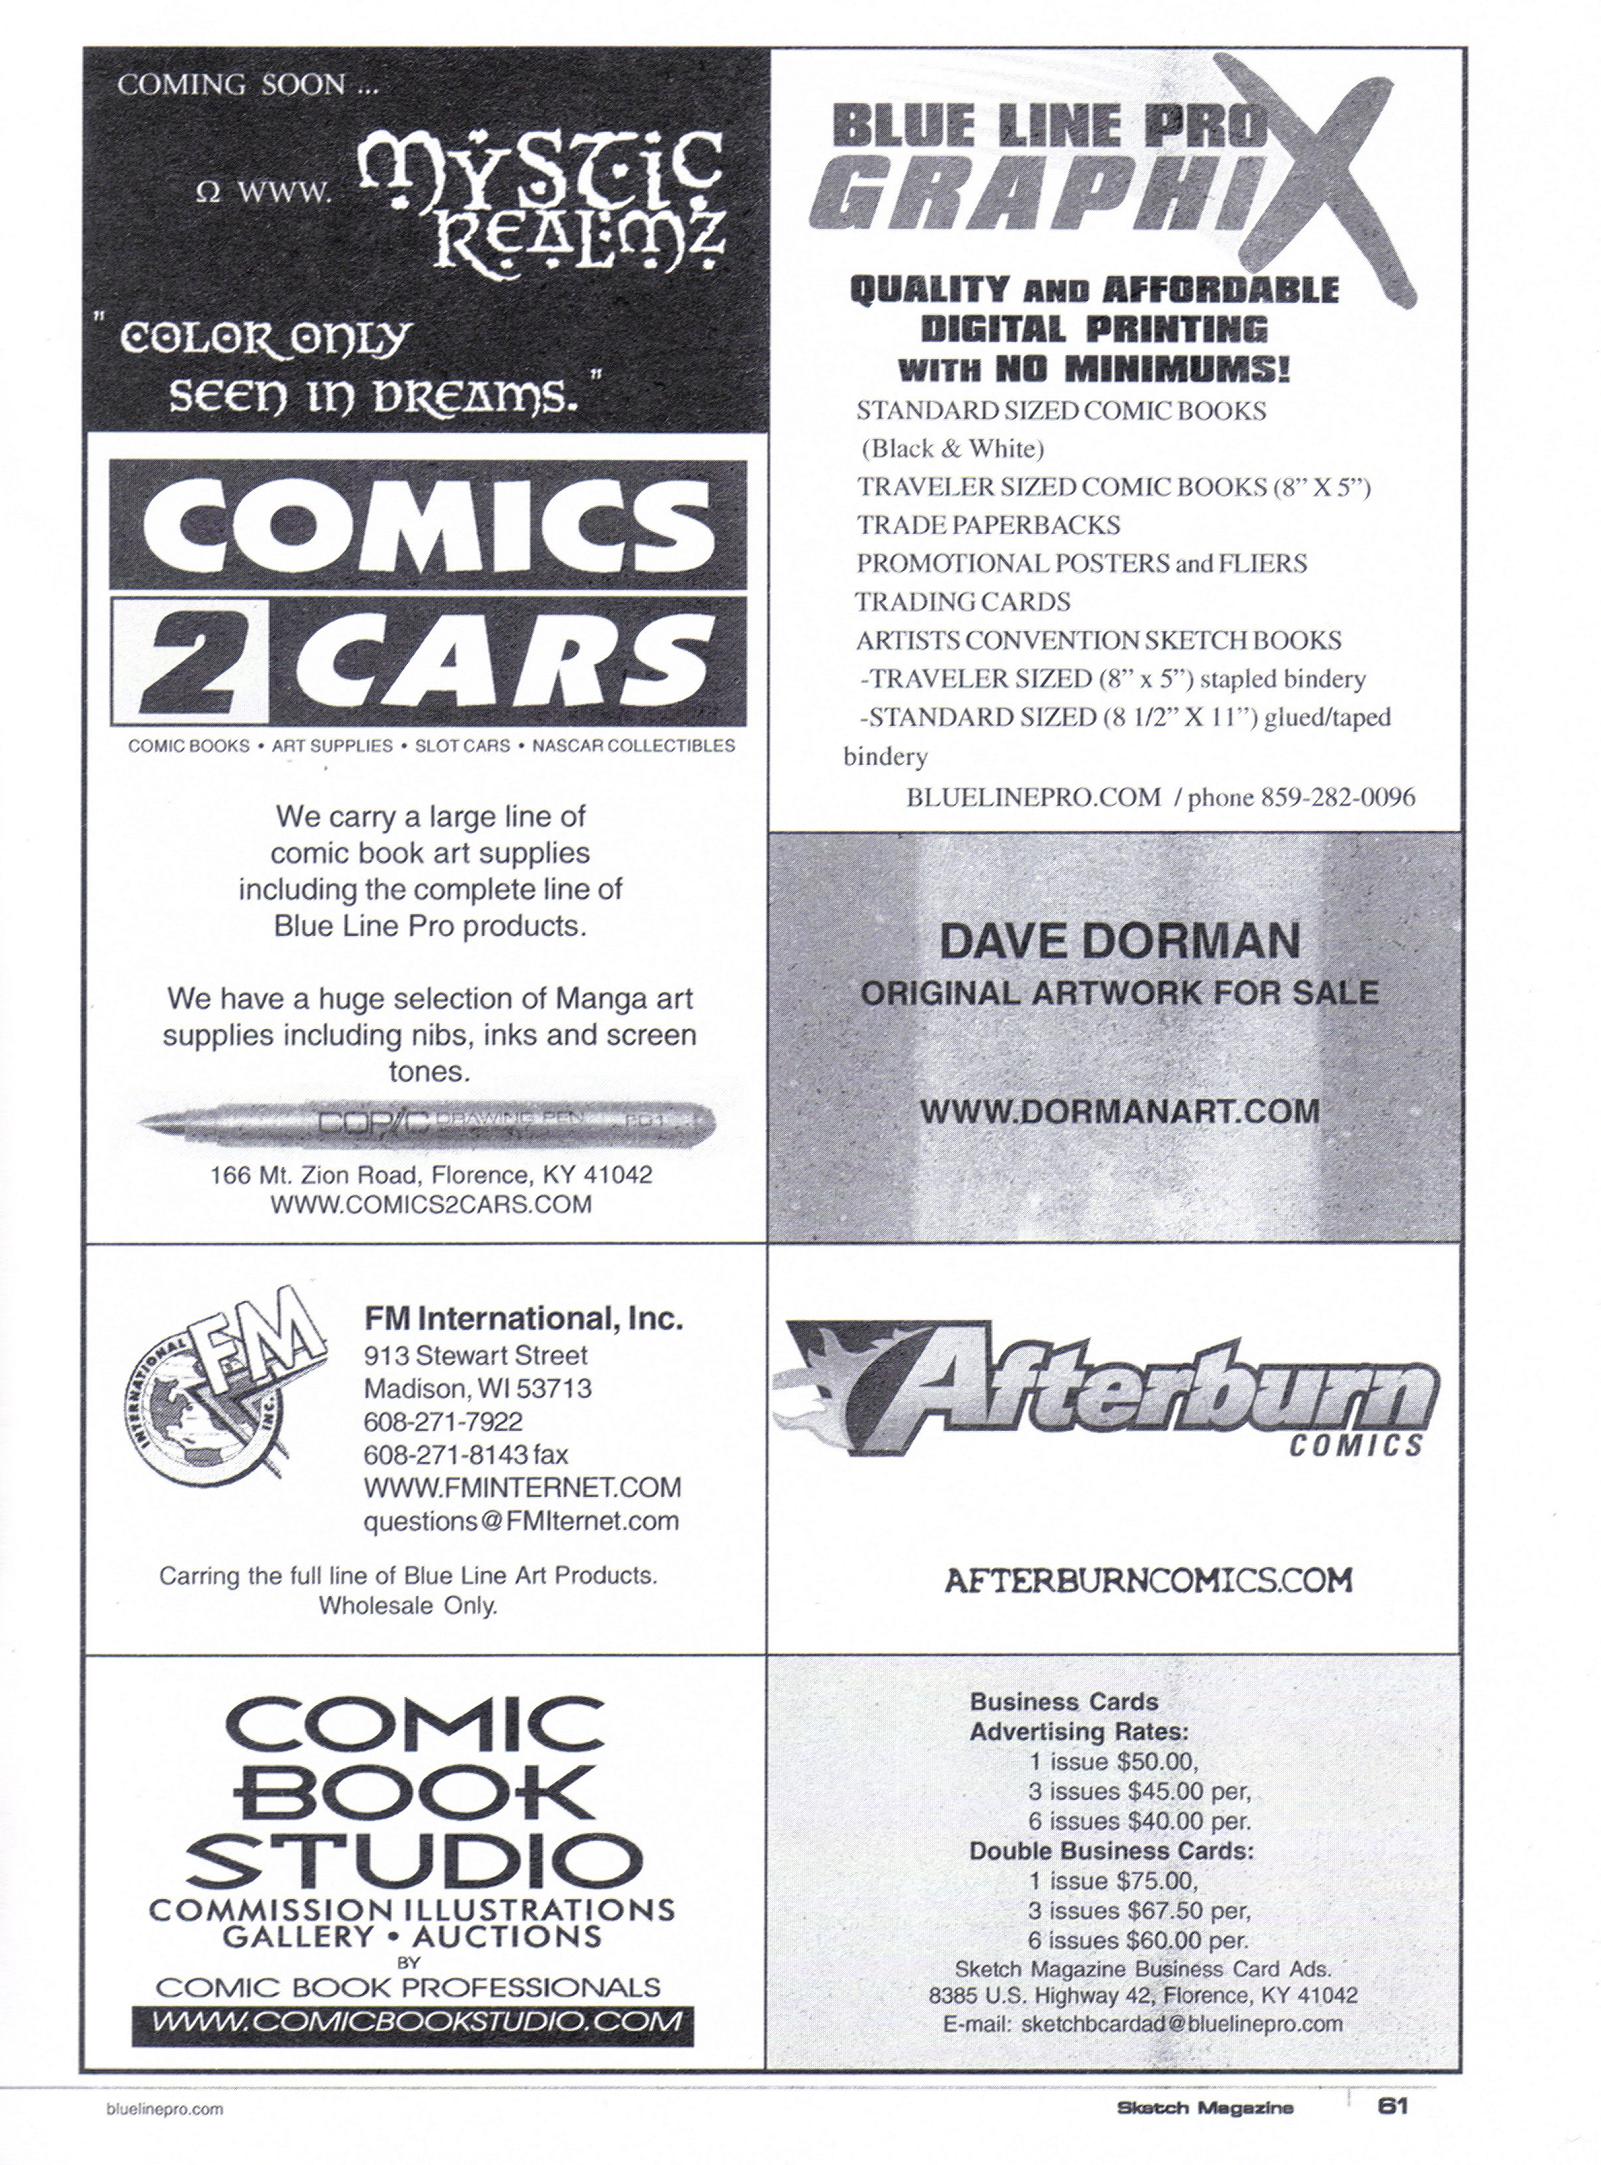 COMING SOON ...
Ω WWW. MYSTIC
REALMZ
" COLOR ONLY
SEEN IN DREAMS. "
COMICS
2 CARS
COMIC BOOKS • ART SUPPLIES • SLOT CARS • NASCAR COLLECTIBLES
We carry a large line of
comic book art supplies
including the complete line of
Blue Line Pro products.
We have a huge selection of Manga art
supplies including nibs, inks and screen
tones.
COPIC DRAWING PEN PD1
166 Mt. Zion Road, Florence, KY 41042
WWW.COMICS2CARS.COM
FM
INTERNATIONAL
INC.
FM International, Inc.
913 Stewart Street
Madison, WI 53713
608-271-7922
608-271-8143 fax
WWW.FMINTERNET.COM
questions@FMIternet.com
Carring the full line of Blue Line Art Products.
Wholesale Only.
COMIC
BOOK
STUDIO
COMMISSION ILLUSTRATIONS
GALLERY • AUCTIONS
BY
COMIC BOOK PROFESSIONALS
WWW.COMICBOOKSTUDIO.COM
BLUE LINE PRO
GRAPHIX
QUALITY AND AFFORDABLE
DIGITAL PRINTING
WITH NO MINIMUMS!
STANDARD SIZED COMIC BOOKS
(Black & White)
TRAVELER SIZED COMIC BOOKS (8” X 5”)
TRADE PAPERBACKS
PROMOTIONAL POSTERS and FLIERS
TRADING CARDS
ARTISTS CONVENTION SKETCH BOOKS
-TRAVELER SIZED (8” x 5”) stapled bindery
-STANDARD SIZED (8 1/2” X 11”) glued/taped
bindery
BLUELINEPRO.COM / phone 859-282-0096
DAVE DORMAN
ORIGINAL ARTWORK FOR SALE
WWW.DORMANART.COM
Afterburn
COMICS
AFTERBURNCOMICS.COM
Business Cards
Advertising Rates:
1 issue $50.00,
3 issues $45.00 per,
6 issues $40.00 per.
Double Business Cards:
1 issue $75.00,
3 issues $67.50 per,
6 issues $60.00 per.
Sketch Magazine Business Card Ads.
8385 U.S. Highway 42, Florence, KY 41042
E-mail: sketchbcardad@bluelinepro.com
bluelinepro.com
Sketch Magazine 61